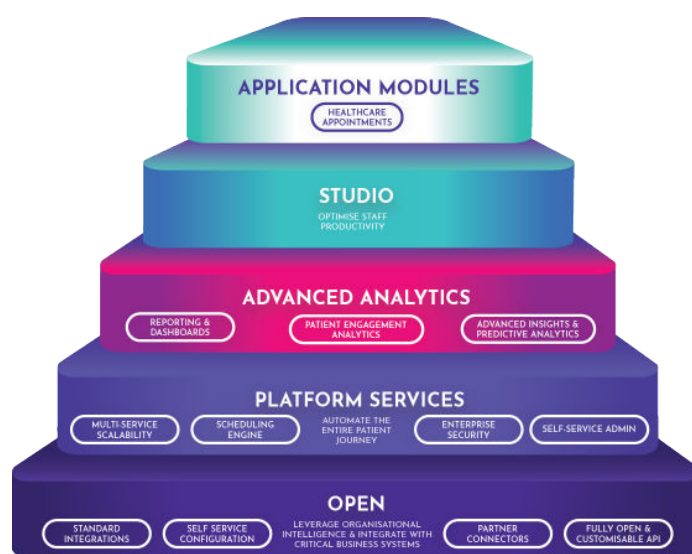 APPLICATION MODULES
HEALTHCARE
APPOINTMENTS
STUDIO
OPTIMISE STAFF
PRODUCTIVITY
ADVANCED ANALYTICS
REPORTING &
DASHBOARDS
PATIENT ENGAGEMENT
ANALYTICS
ADVANCED INSIGHTS &
PREDICTIVE ANALYTICS
PLATFORM SERVICES
MULTI-SERVICE
SCALABILITY
SCHEDULING
ENGINE
AUTOMATE THE
ENTIRE PATIENT
JOURNEY
ENTERPRISE
SECURITY
SELF-SERVICE ADMIN
OPEN
STANDARD
INTEGRATIONS
SELF SERVICE
CONFIGURATION
LEVERAGE ORGANISATIONAL
INTELLIGENCE & INTEGRATE WITH
CRITICAL BUSINESS SYSTEMS
PARTNER
CONNECTORS
FULLY OPEN &
CUSTOMISABLE API